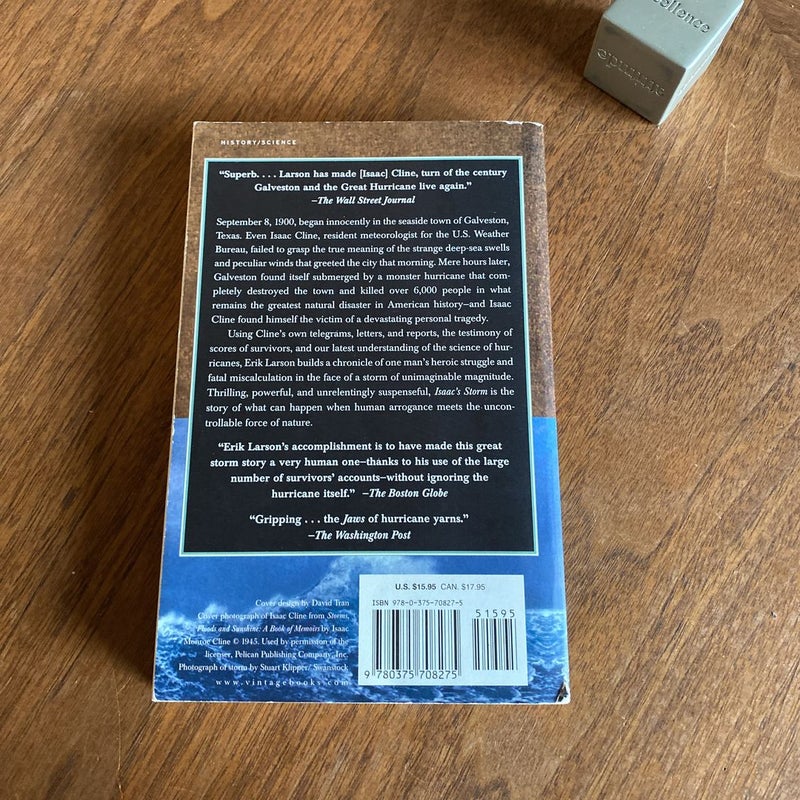 ellence
aptitude
HISTORY/SCIENCE
“Superb. . . . Larson has made [Isaac] Cline, turn of the century
Galveston and the Great Hurricane live again.”
—The Wall Street Journal
September 8, 1900, began innocently in the seaside town of Galveston,
Texas. Even Isaac Cline, resident meteorologist for the U.S. Weather
Bureau, failed to grasp the true meaning of the strange deep-sea swells
and peculiar winds that greeted the city that morning. Mere hours later,
Galveston found itself submerged by a monster hurricane that com-
pletely destroyed the town and killed over 6,000 people in what
remains the greatest natural disaster in American history—and Isaac
Cline found himself the victim of a devastating personal tragedy.
Using Cline’s own telegrams, letters, and reports, the testimony of
scores of survivors, and our latest understanding of the science of hur-
ricanes, Erik Larson builds a chronicle of one man’s heroic struggle and
fatal miscalculation in the face of a storm of unimaginable magnitude.
Thrilling, powerful, and unrelentingly suspenseful, Isaac’s Storm is the
story of what can happen when human arrogance meets the uncon-
trollable force of nature.
“Erik Larson’s accomplishment is to have made this great
storm story a very human one—thanks to his use of the large
number of survivors’ accounts—without ignoring the
hurricane itself.” —The Boston Globe
“Gripping . . . the Jaws of hurricane yarns.”
—The Washington Post
Cover design by David Tran
Cover photograph of Isaac Cline from Storms,
Floods and Sunshine: A Book of Memoirs by Isaac
Monroe Cline © 1945. Used by permission of the
licenser, Pelican Publishing Company, Inc.
Photograph of storm by Stuart Klipper/ Swanstock
www.vintagebooks.com
U.S. $15.95 CAN. $17.95
ISBN 978-0-375-70827-5
51595
9 780375 708275